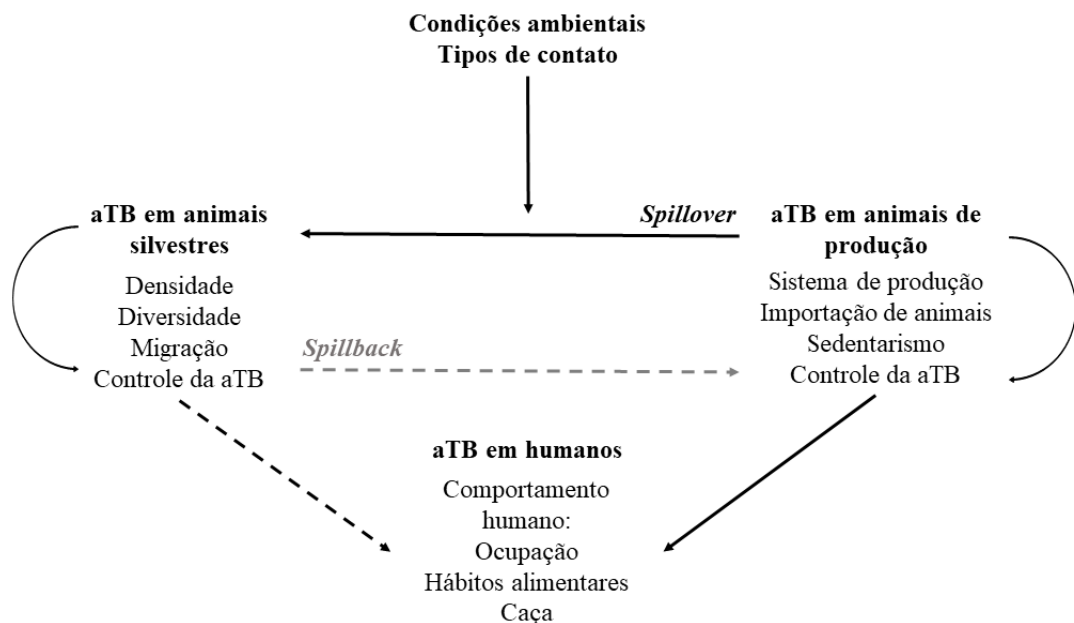 Condições ambientais
Tipos de contato
aTB em animais
silvestres
Densidade
Diversidade
Migração
Controle da aTB
Spillover
Spillback
aTB em animais de
produção
Sistema de produção
Importação de animais
Sedentarismo
Controle da aTB
aTB em humanos
Comportamento
humano:
Ocupação
Hábitos alimentares
Caça